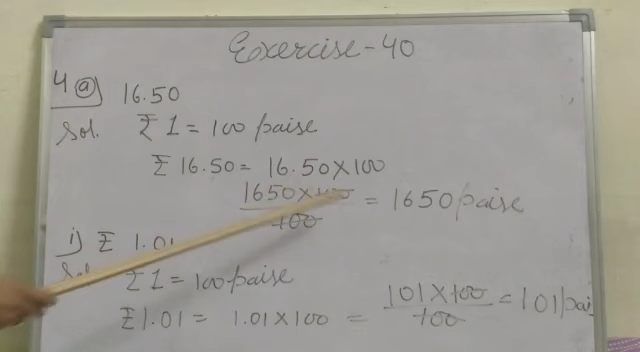 Exercise-40
4 (a) 16.50
Sol. ₹ 1 = 100 paise
₹ 16.50 = 16.50×100
1650×100 / 100 = 1650 paise
i) ₹ 1.01
₹ 1 = 100 paise
₹ 1.01 = 1.01×100 = 101×100 / 100 = 101 pai